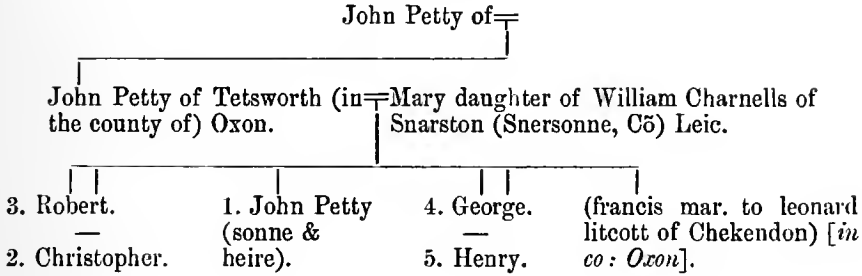 John Petty of
John Petty of Tetsworth (in
the county of) Oxon.
Mary daughter of William Charnells of
Snarston (Snersonne, Cõ) Leic.
3. Robert.
—
2. Christopher.
1. John Petty
(sonne &
heire).
4. George.
—
5. Henry.
(francis mar. to leonard
litcott of Chekendon) [in
co : Oxon].